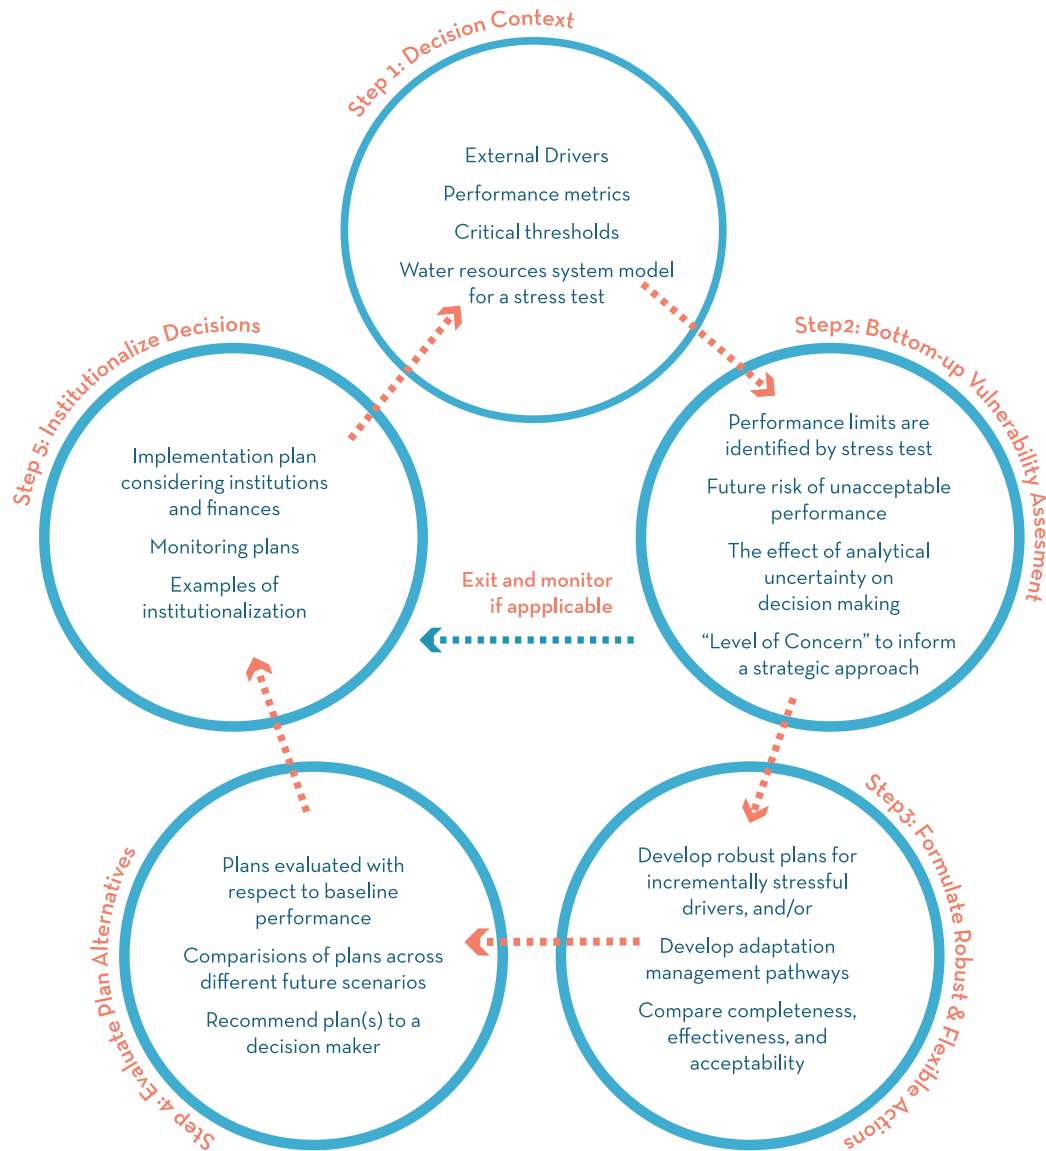 Step 1: Decision Context
External Drivers
Performance metrics
Critical thresholds
Water resources system model
for a stress test
Step2: Bottom-up Vulnerability Assesment
Performance limits are
identified by stress test
Future risk of unacceptable
performance
The effect of analytical
uncertainty on
decision making
“Level of Concern” to inform
a strategic approach
Step3: Formulate Robust & Flexible Actions
Develop robust plans for
incrementally stressful
drivers, and/or
Develop adaptation
management pathways
Compare completeness,
effectiveness, and
acceptability
Step 4: Evaluate Plan Alternatives
Plans evaluated with
respect to baseline
performance
Comparisions of plans across
different future scenarios
Recommend plan(s) to a
decision maker
Step 5: Institutionalize Decisions
Implementation plan
considering institutions
and finances
Monitoring plans
Examples of
institutionalization
Exit and monitor
if appplicable